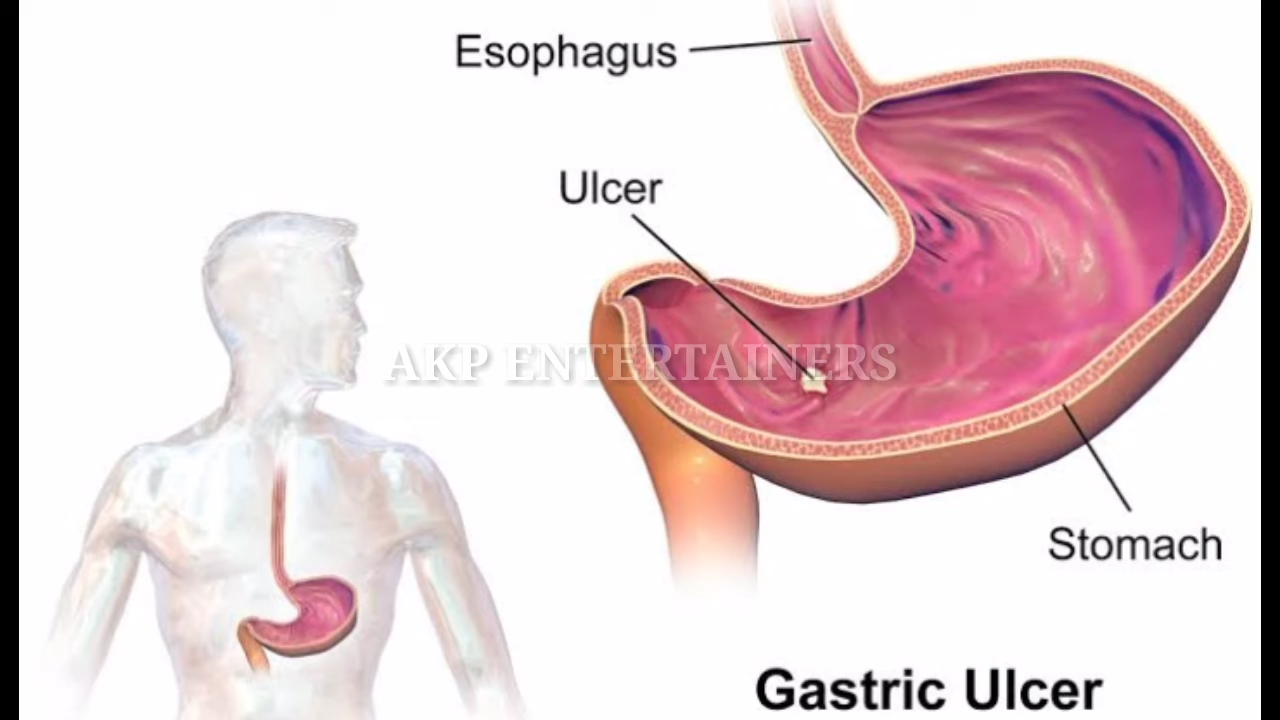 Esophagus
Ulcer
AKP ENTERTAINERS
Stomach
Gastric Ulcer